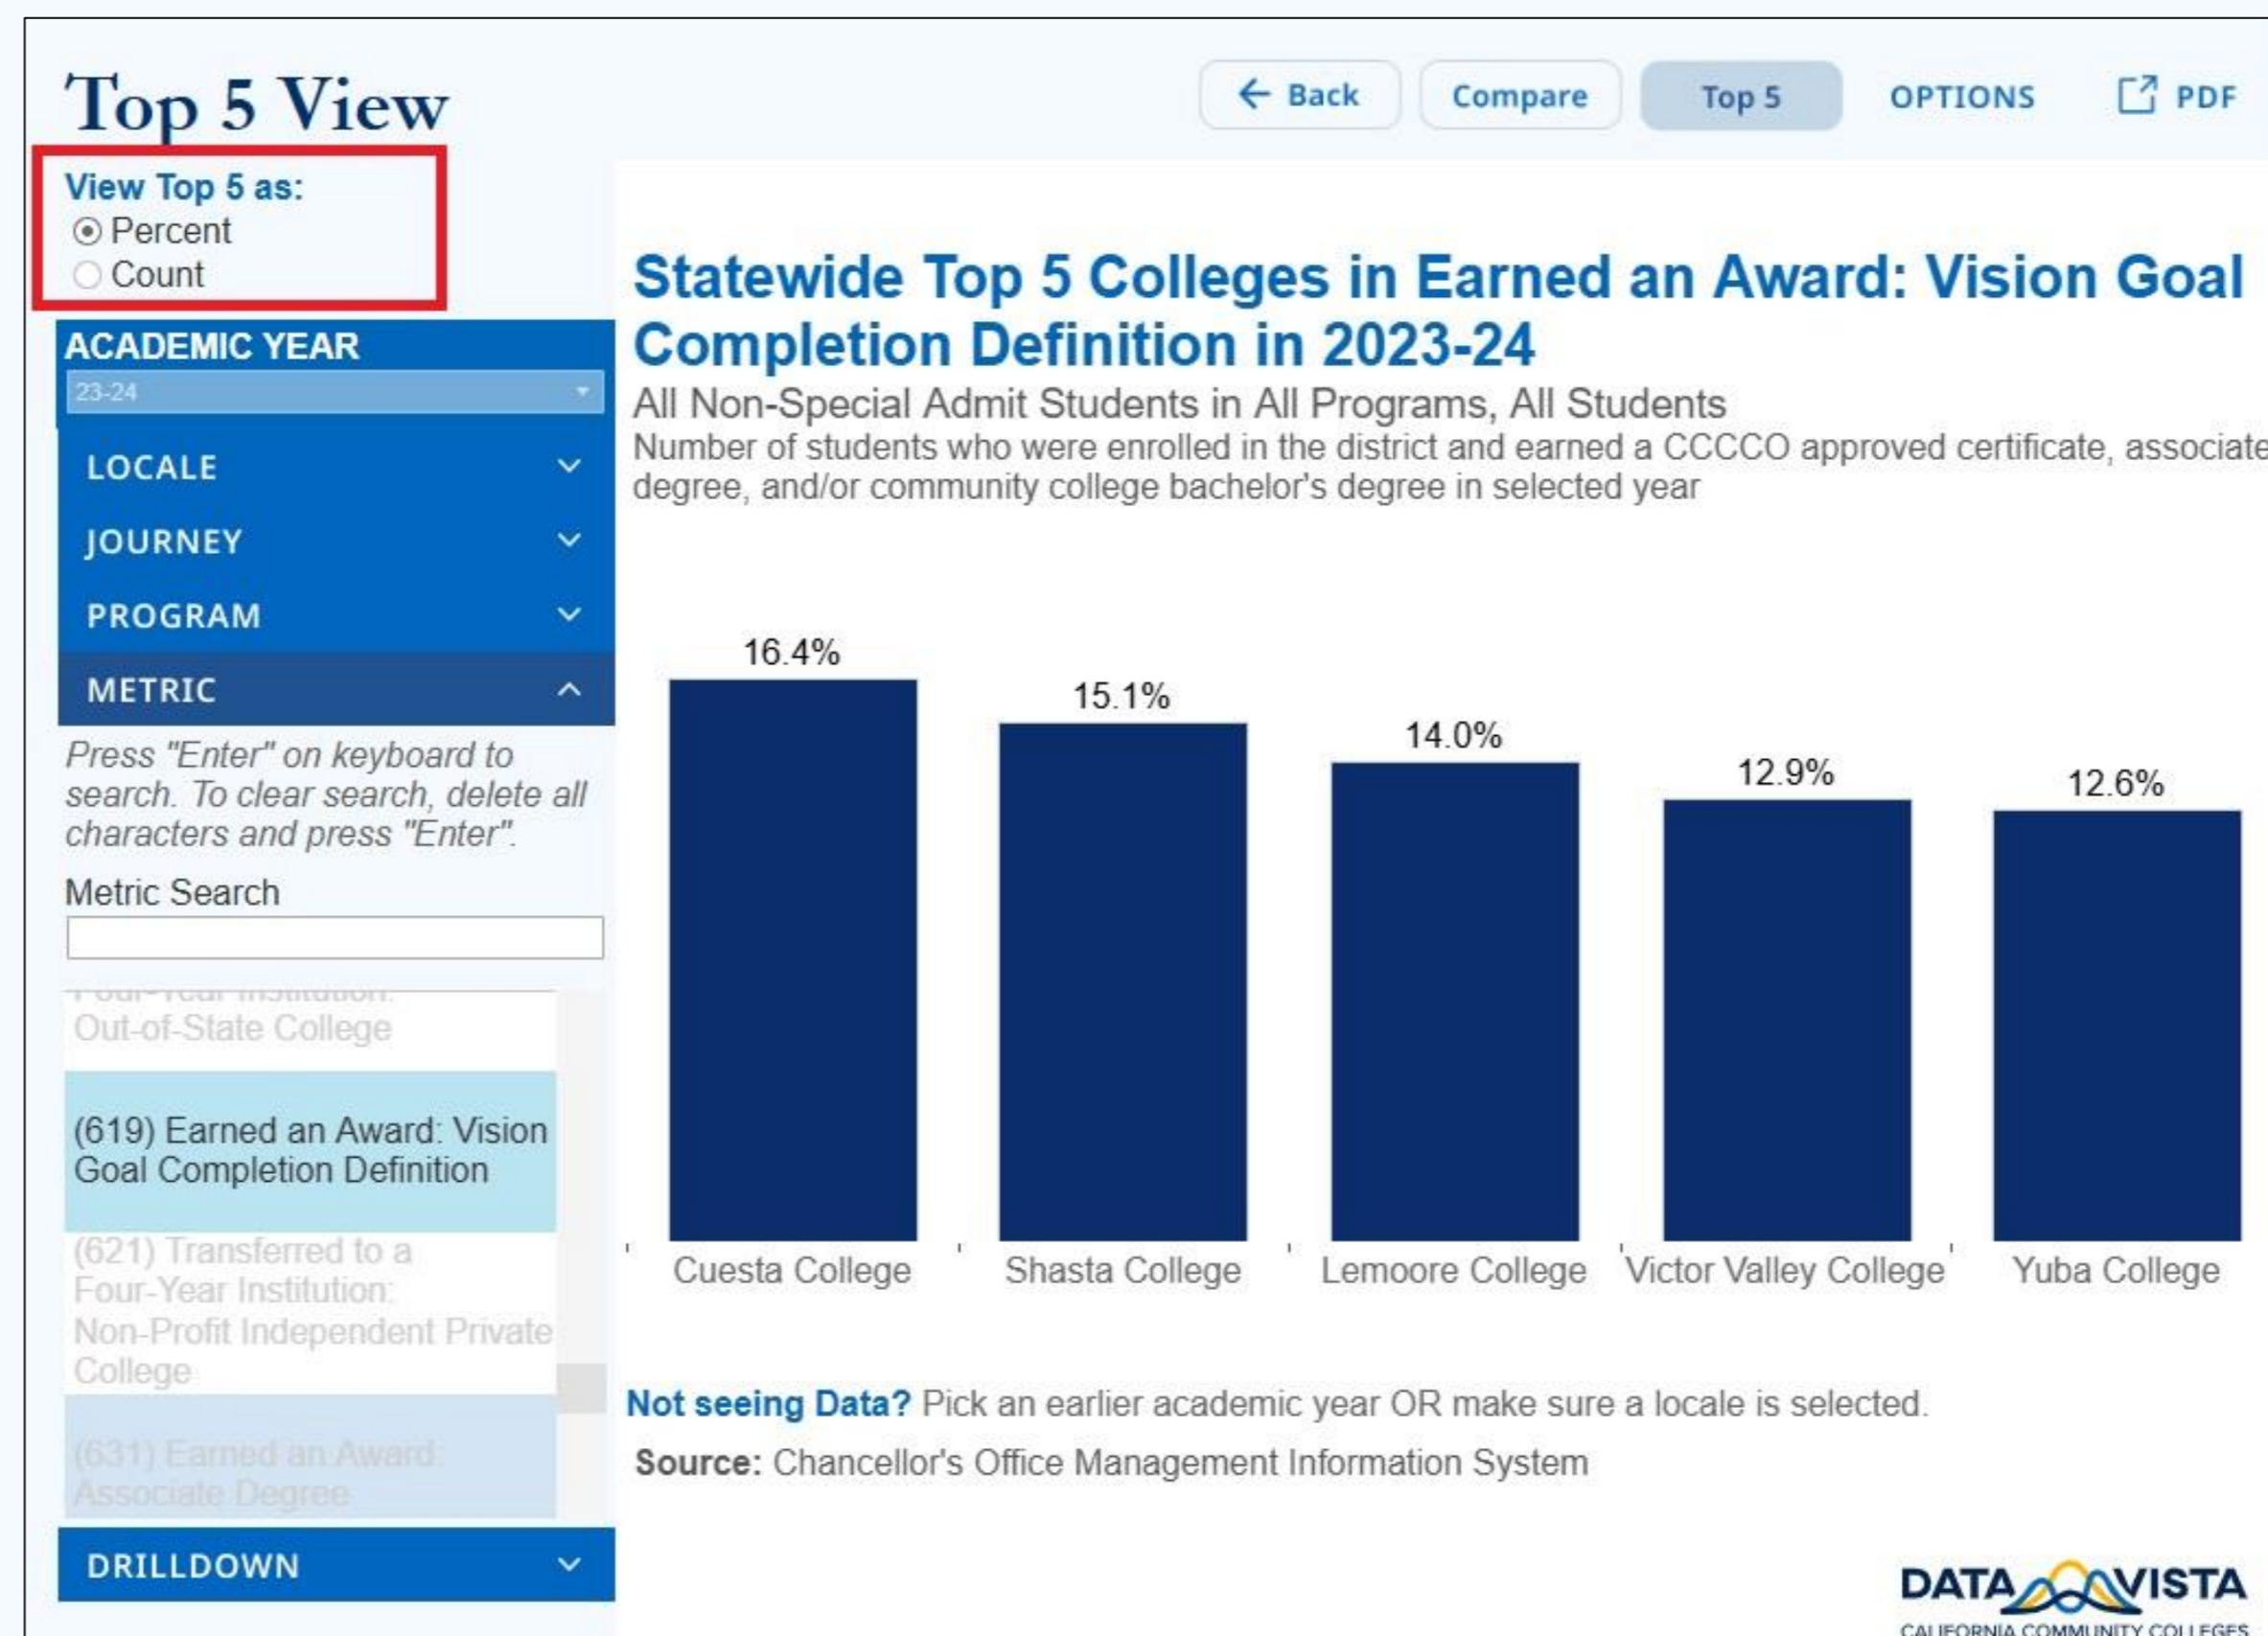 Top 5 View
← Back
Compare
Top 5
OPTIONS
PDF
View Top 5 as:
Percent
Count
ACADEMIC YEAR
23-24
LOCALE
JOURNEY
PROGRAM
METRIC
Press "Enter" on keyboard to
search. To clear search, delete all
characters and press "Enter".
Metric Search
Four-Year Institution:
Out-of-State College
(619) Earned an Award: Vision
Goal Completion Definition
(621) Transferred to a
Four-Year Institution:
Non-Profit Independent Private
College
(631) Earned an Award:
Associate Degree
DRILLDOWN
Statewide Top 5 Colleges in Earned an Award: Vision Goal
Completion Definition in 2023-24
All Non-Special Admit Students in All Programs, All Students
Number of students who were enrolled in the district and earned a CCCCO approved certificate, associate
degree, and/or community college bachelor's degree in selected year
16.4%
15.1%
14.0%
12.9%
12.6%
Cuesta College
Shasta College
Lemoore College
Victor Valley College
Yuba College
Not seeing Data? Pick an earlier academic year OR make sure a locale is selected.
Source: Chancellor's Office Management Information System
DATA VISTA
CALIFORNIA COMMUNITY COLLEGES